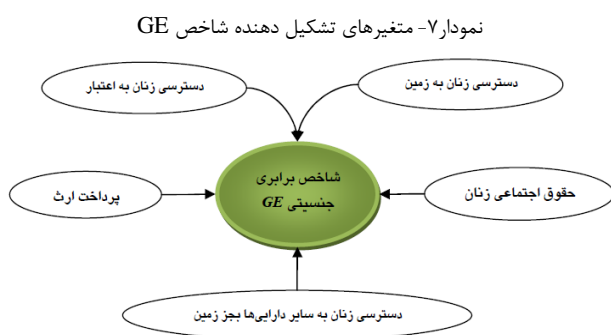 نمودار۷- متغیرهای تشکیل دهنده شاخص GE
دسترسی زنان به زمین
دسترسی زنان به اعتبار
شاخص برابری
جنسیتی GE
حقوق اجتماعی زنان
پرداخت ارث
دسترسی زنان به سایر دارایی‌ها بجز زمین